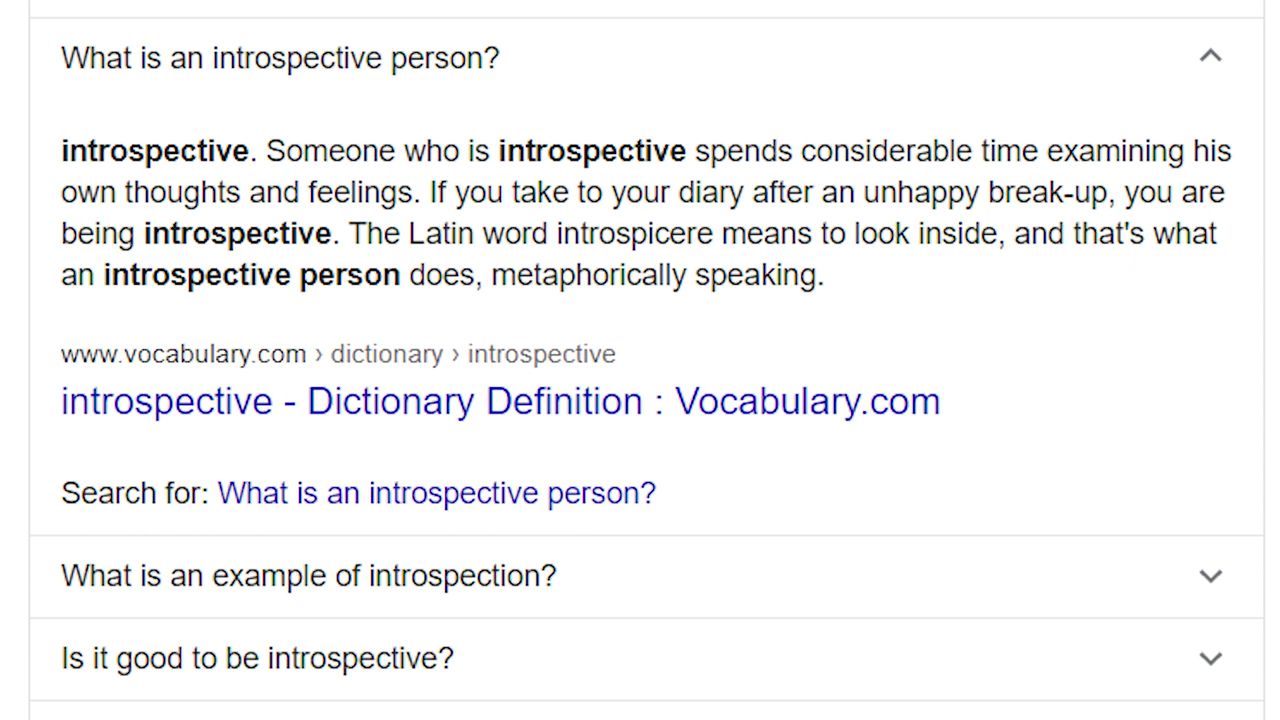 What is an introspective person?
introspective. Someone who is introspective spends considerable time examining his
own thoughts and feelings. If you take to your diary after an unhappy break-up, you are
being introspective. The Latin word introspicere means to look inside, and that's what
an introspective person does, metaphorically speaking.
www.vocabulary.com › dictionary › introspective
introspective - Dictionary Definition : Vocabulary.com
Search for: What is an introspective person?
What is an example of introspection?
Is it good to be introspective?